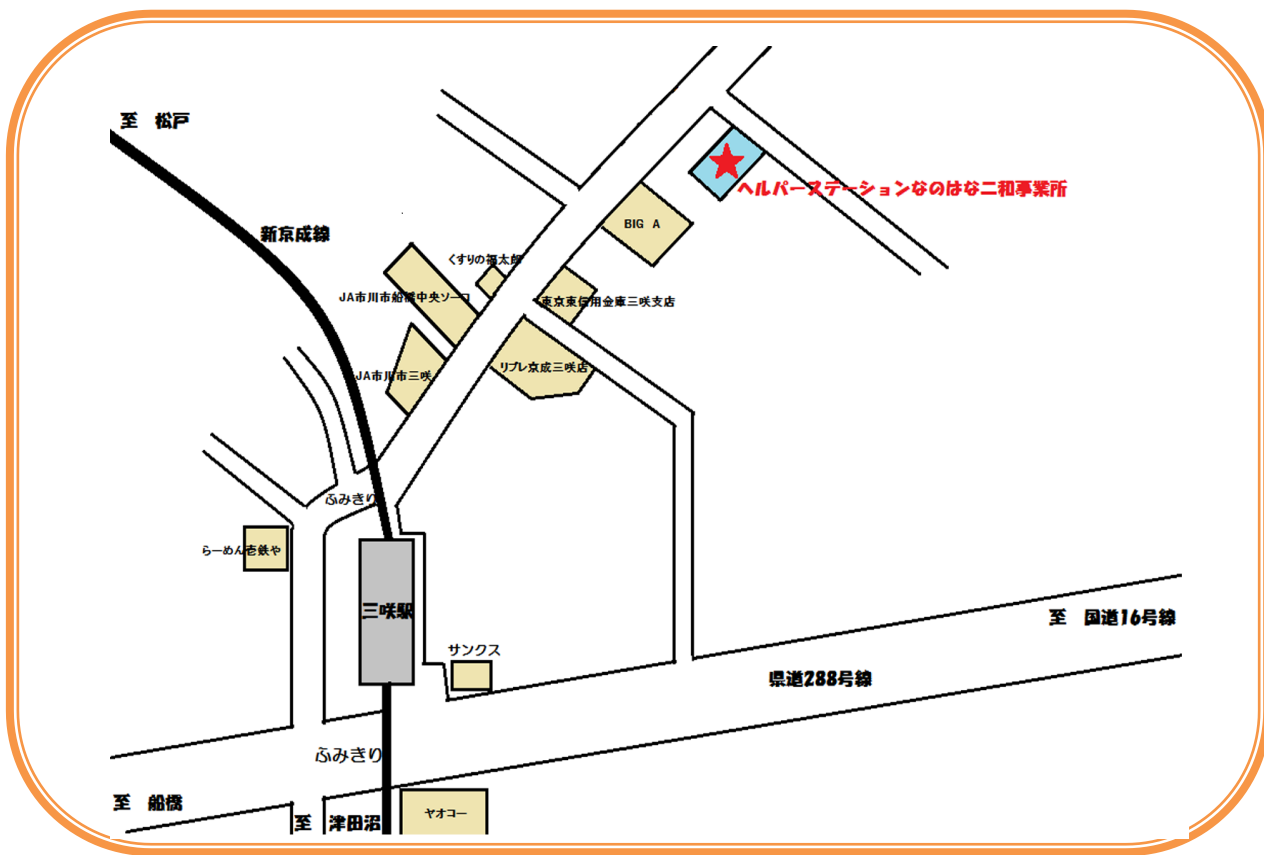 至　松戸
新京成線
ヘルパーステーションなのはな二和事業所
BIG A
くすりの福太郎
JA市川市船橋中央ソーコ
東京東信用金庫三咲支店
リブレ京成三咲店
JA市川市三咲
ふみきり
らーめん壱鉄や
三咲駅
サンクス
至　国道16号線
県道288号線
ふみきり
至　船橋
至　津田沼
ヤオコー